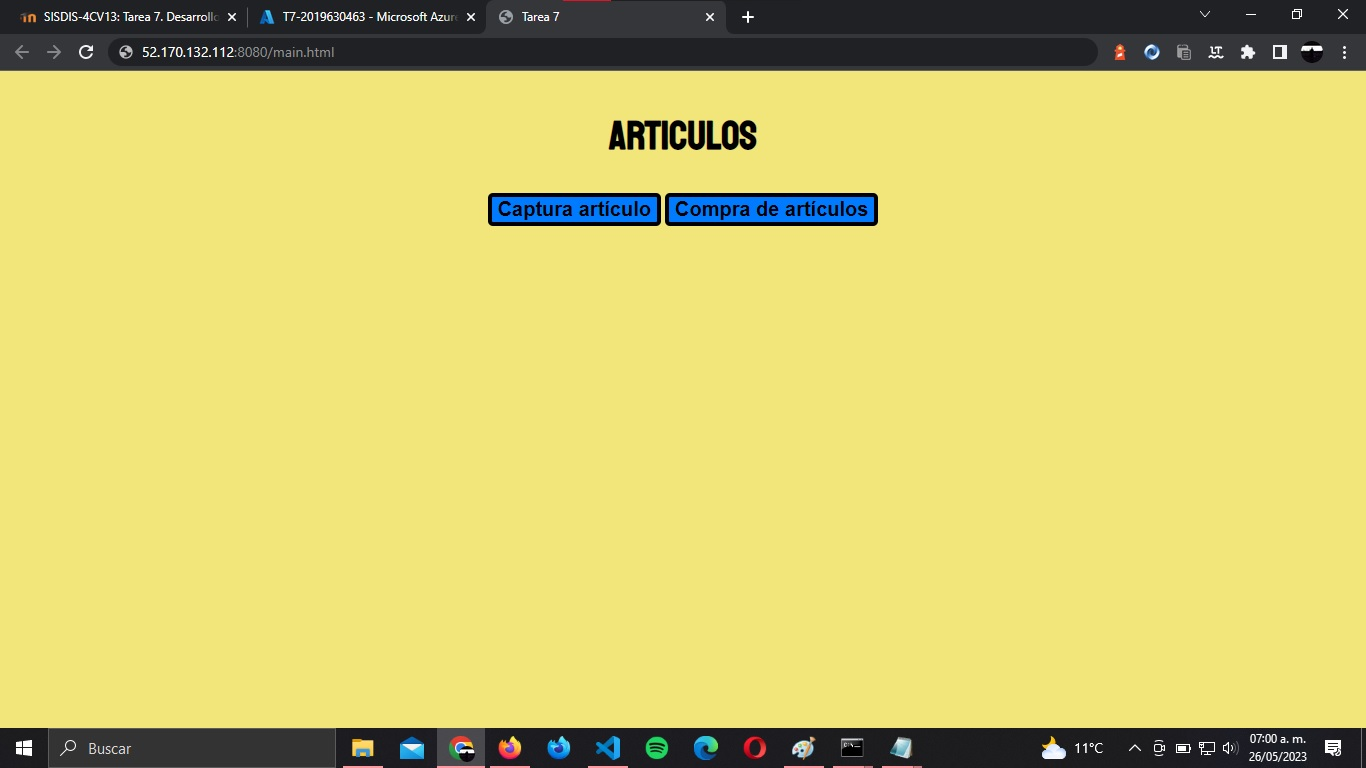 SISDIS-4CV13: Tarea 7. Desarrollo
T7-2019630463 - Microsoft Azure
Tarea 7
52.170.132.112:8080/main.html
ARTICULOS
Captura artículo Compra de artículos
Buscar
11°C
07:00 a. m.
26/05/2023